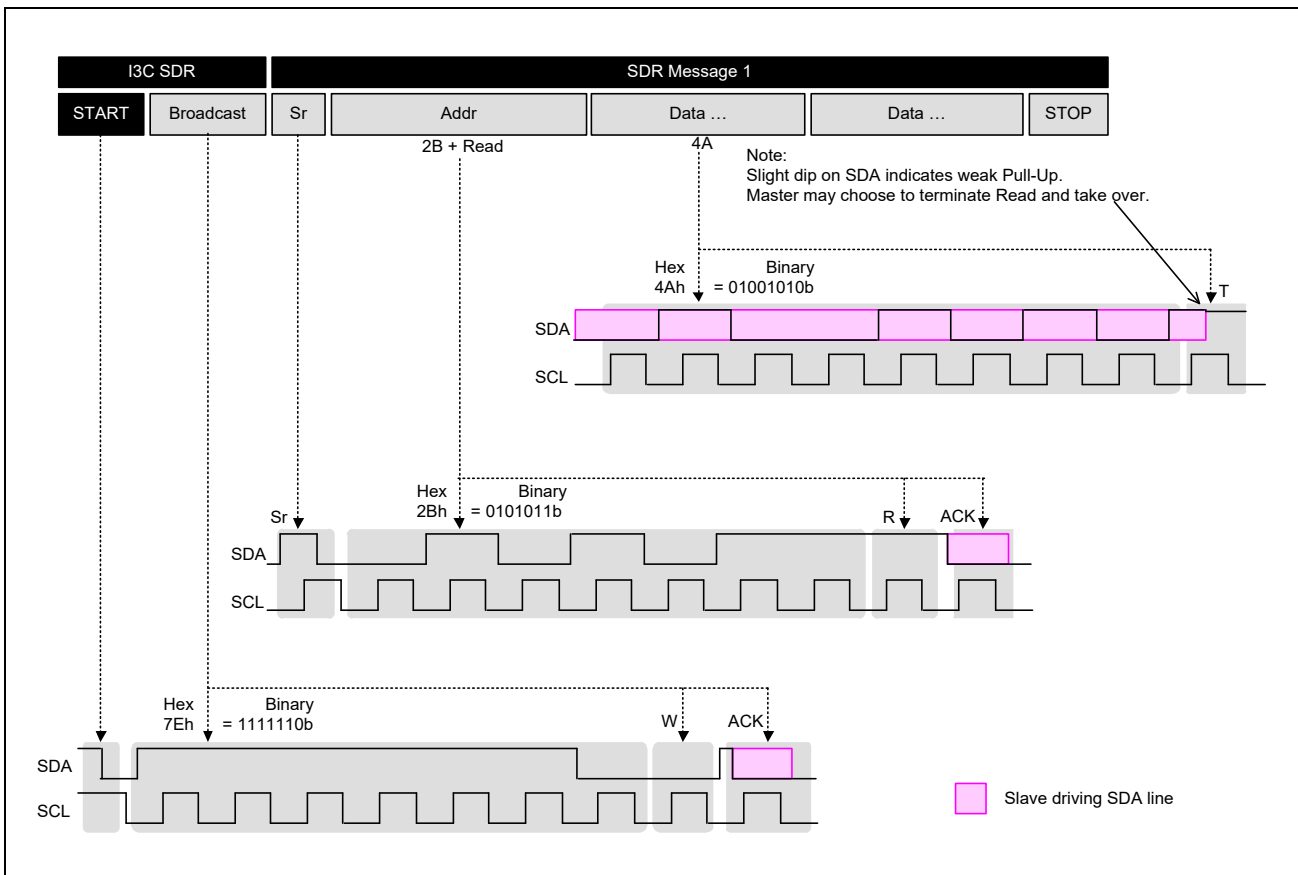 I3C SDR
SDR Message 1
START
Broadcast
Sr
Addr
Data …
Data …
STOP
2B + Read
4A
Note:
Slight dip on SDA indicates weak Pull-Up.
Master may choose to terminate Read and take over.
Hex
Binary
4Ah
= 01001010b
T
SDA
SCL
Hex
Binary
Sr
2Bh
= 0101011b
R
ACK
SDA
SCL
Hex
Binary
7Eh
= 1111110b
W
ACK
SDA
SCL
Slave driving SDA line